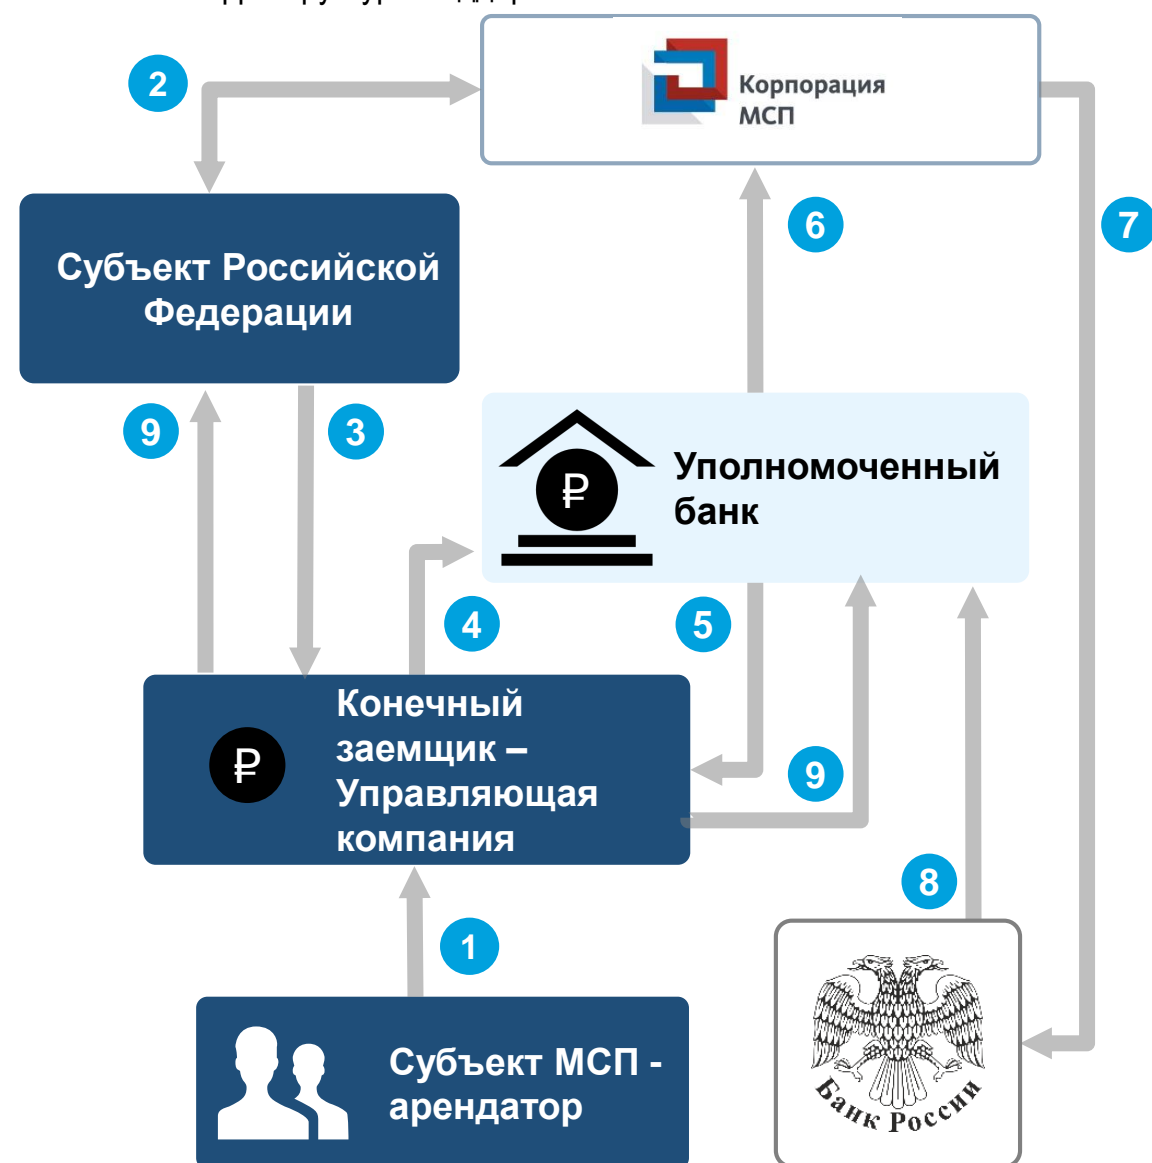 2
Корпорация
МСП
6
7
Субъект Российской
Федерации
9
3
₽
Уполномоченный
банк
4
5
₽
Конечный
заемщик –
Управляющая
компания
9
8
1
Субъект МСП -
арендатор
Банк России